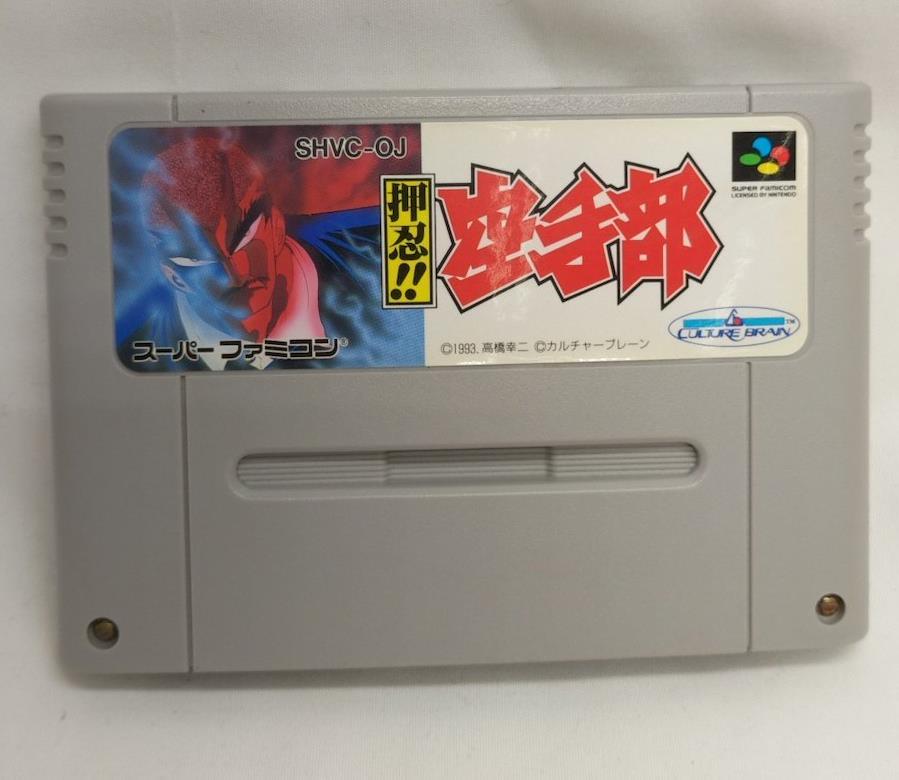 SHVC-OJ
押忍!!
空手部
SUPER FAMICOM
LICENSED BY NINTENDO
CULTURE BRAIN™
スーパーファミコン®
©1993. 高橋幸二 ©カルチャーブレーン